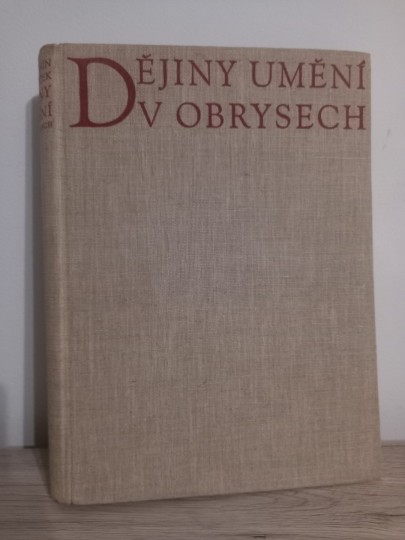 DĚJINY UMĚNÍ
V OBRYSECH